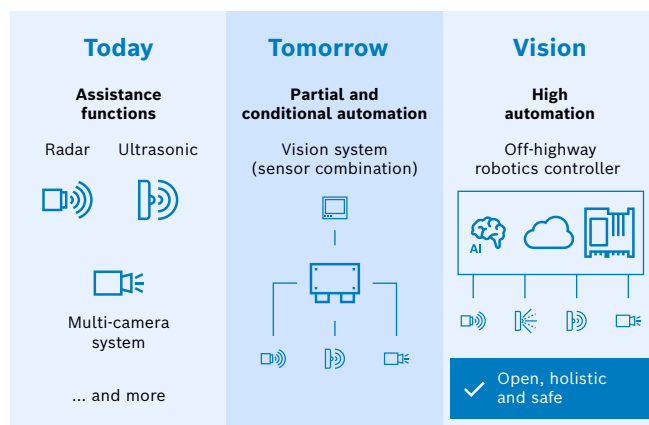 Today
Assistance
functions
Radar
Ultrasonic
Multi-camera
system
... and more
Tomorrow
Partial and
conditional automation
Vision system
(sensor combination)
Vision
High
automation
Off-highway
robotics controller
AI
Open, holistic
and safe